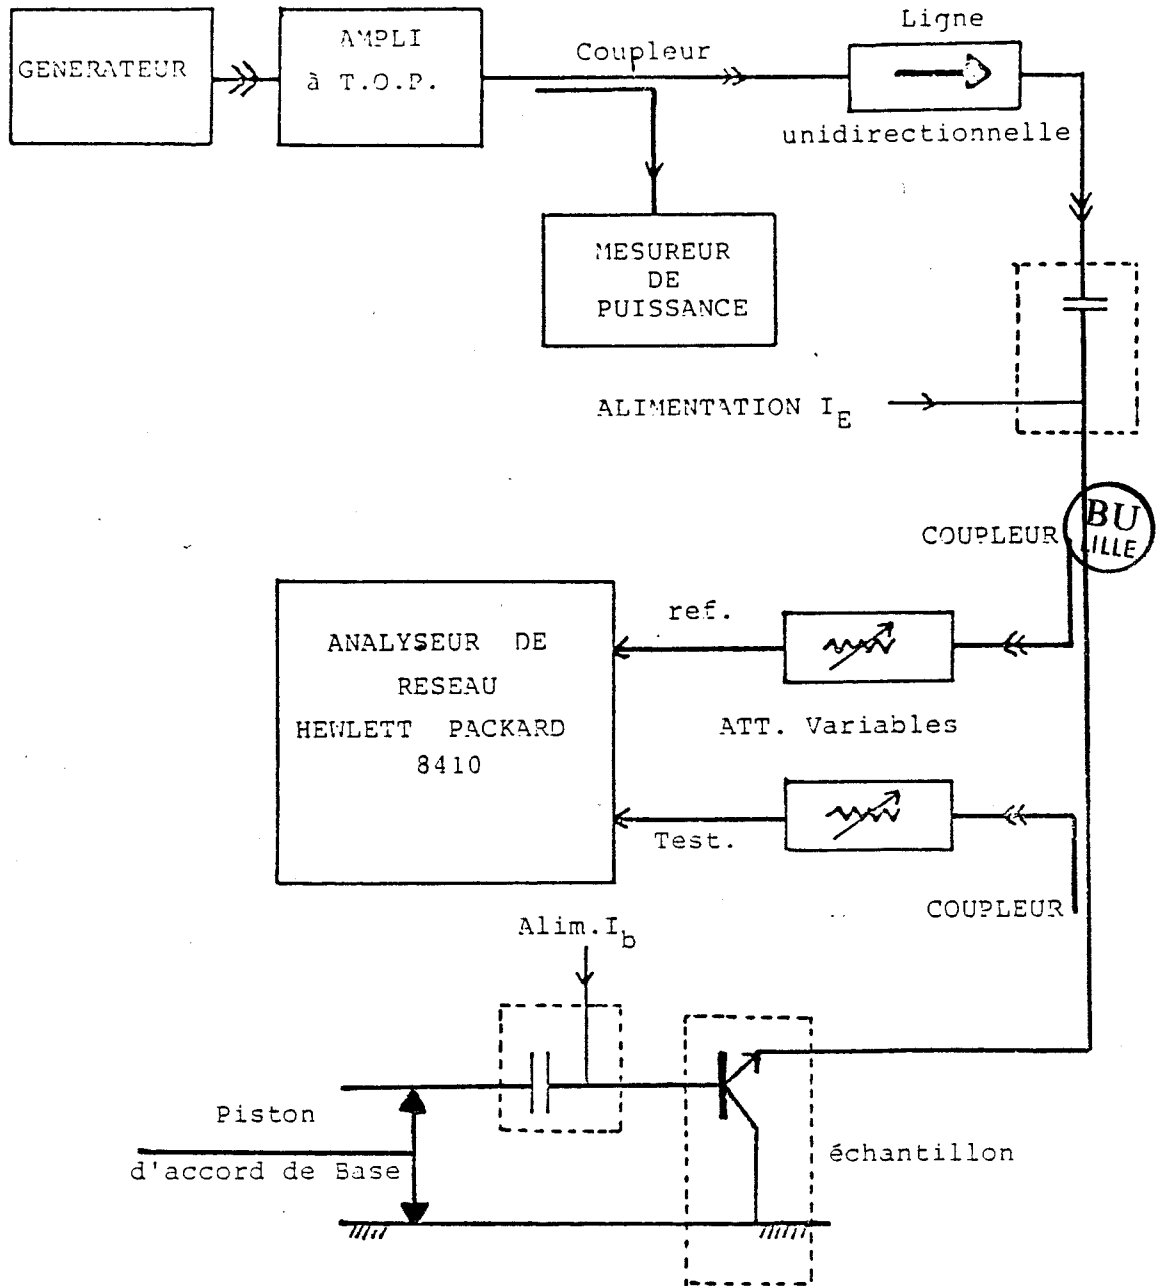 Ligne
AMPLI
à T.O.P.
GENERATEUR
Coupleur
unidirectionnelle
MESUREUR
DE
PUISSANCE
ALIMENTATION I_E
BU
LILLE
COUPLEUR
ref.
ANALYSEUR DE
RESEAU
HEWLETT PACKARD
8410
ATT. Variables
Test.
COUPLEUR
Alim.I_b
Piston
d'accord de Base
échantillon